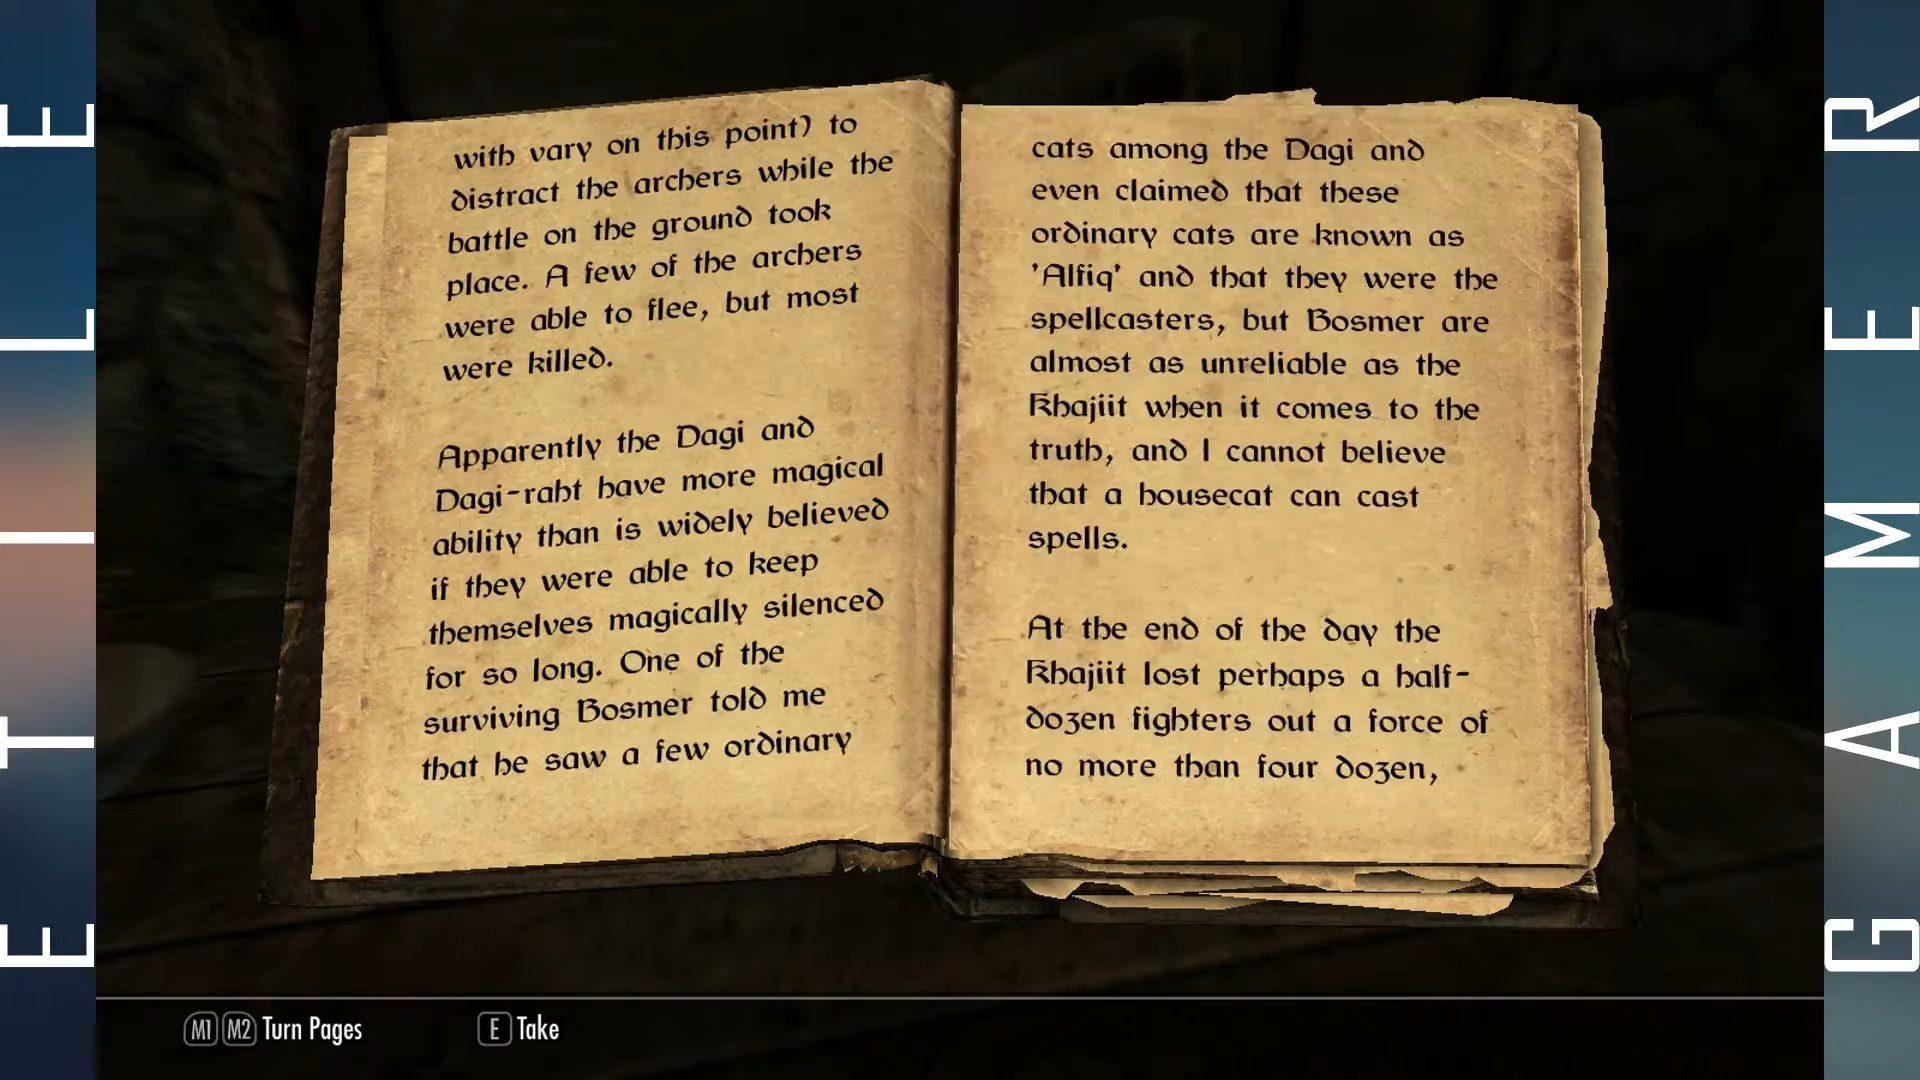 with vary on this point) to
distract the archers while the
battle on the ground took
place. A few of the archers
were able to flee, but most
were killed.
Apparently the Dagi and
Dagi-raht have more magical
ability than is widely believed
if they were able to keep
themselves magically silenced
for so long. One of the
surviving Bosmer told me
that he saw a few ordinary
cats among the Dagi and
even claimed that these
ordinary cats are known as
'Alfiq' and that they were the
spellcasters, but Bosmer are
almost as unreliable as the
Khajiit when it comes to the
truth, and I cannot believe
that a housecat can cast
spells.
At the end of the day the
Khajiit lost perhaps a half-
dozen fighters out a force of
no more than four dozen,
M1 M2 Turn Pages
E Take
ETILE
GAMER